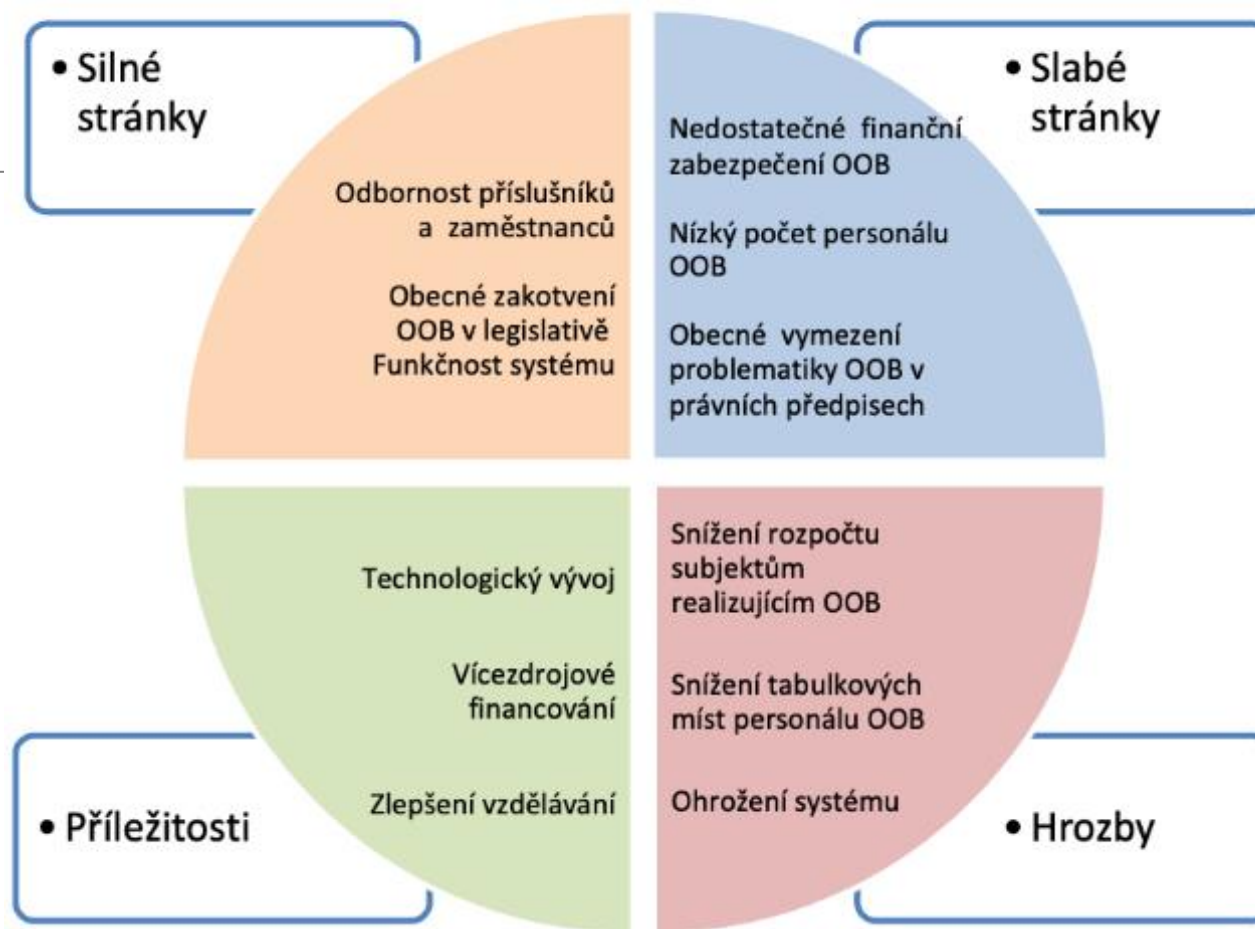 • Silné
stránky
Odbornost příslušníků
a zaměstnanců
Obecné zakotvení
OOB v legislativě
Funkčnost systému
• Slabé
stránky
Nedostatečné finanční
zabezpečení OOB
Nízký počet personálu
OOB
Obecné vymezení
problematiky OOB v
právních předpisech
Technologický vývoj
Vícezdrojové
financování
Zlepšení vzdělávání
• Příležitosti
Snížení rozpočtu
subjektům
realizujícím OOB
Snížení tabulkových
míst personálu OOB
Ohrožení systému
• Hrozby